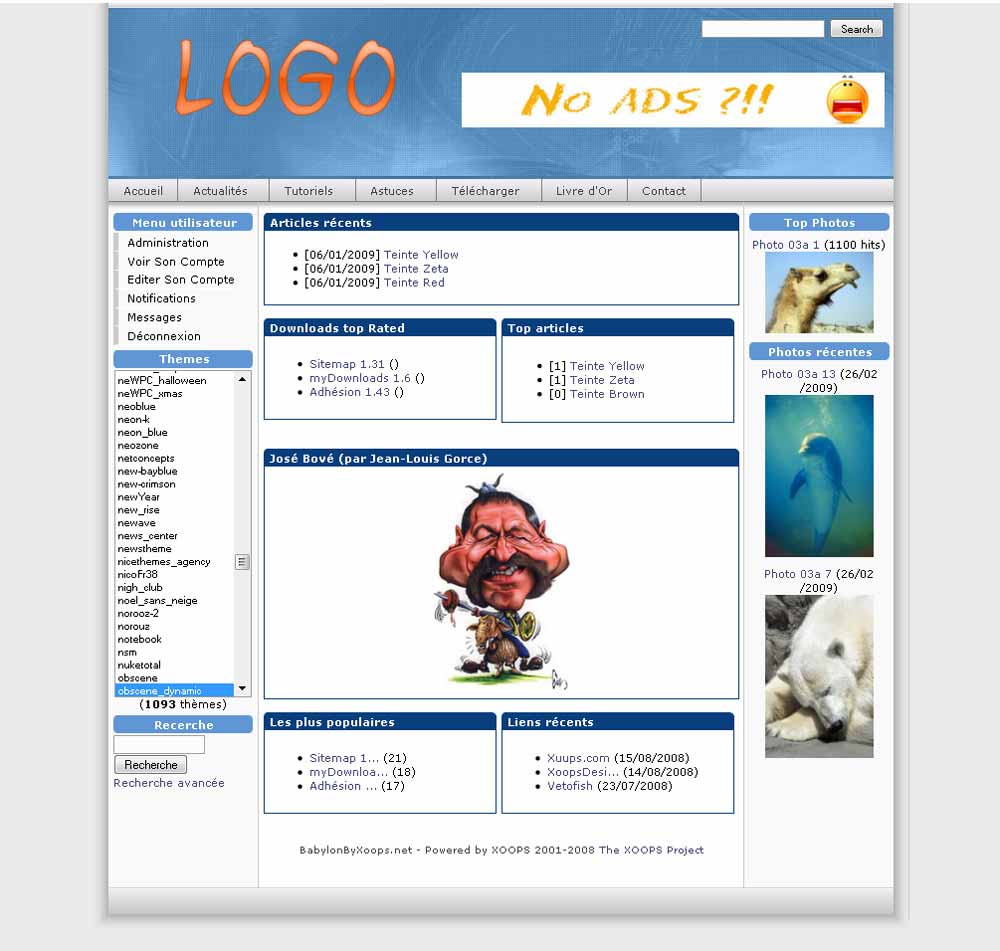 Search
LOGO
NO ADS ?!!
Accueil
Actualités
Tutoriels
Astuces
Télécharger
Livre d'Or
Contact
Menu utilisateur
Administration
Voir Son Compte
Editer Son Compte
Notifications
Messages
Déconnexion
Themes
neWPC_halloween
neWPC_xmas
neoblue
neon-k
neon_blue
neozone
netconcepts
new-bayblue
new-crimson
newYear
new_rise
newave
news_center
newstheme
nicethemes_agency
nicoFr38
nigh_club
noel_sans_neige
norooz-2
norouz
notebook
nsm
nuketotal
obscene
obscene_dynamic
(1093 thèmes)
Recerche
Recherche
Recherche avancée
Articles récents
[06/01/2009] Teinte Yellow
[06/01/2009] Teinte Zeta
[06/01/2009] Teinte Red
Downloads top Rated
Sitemap 1.31 ()
myDownloads 1.6 ()
Adhésion 1.43 ()
Top articles
[1] Teinte Yellow
[1] Teinte Zeta
[0] Teinte Brown
José Bové (par Jean-Louis Gorce)
Les plus populaires
Sitemap 1... (21)
myDownloa... (18)
Adhésion ... (17)
Liens récents
Xuups.com (15/08/2008)
XoopsDesi... (14/08/2008)
Vetofish (23/07/2008)
BabylonByXoops.net - Powered by XOOPS 2001-2008 The XOOPS Project
Top Photos
Photo 03a 1 (1100 hits)
Photos récentes
Photo 03a 13 (26/02
/2009)
Photo 03a 7 (26/02
/2009)